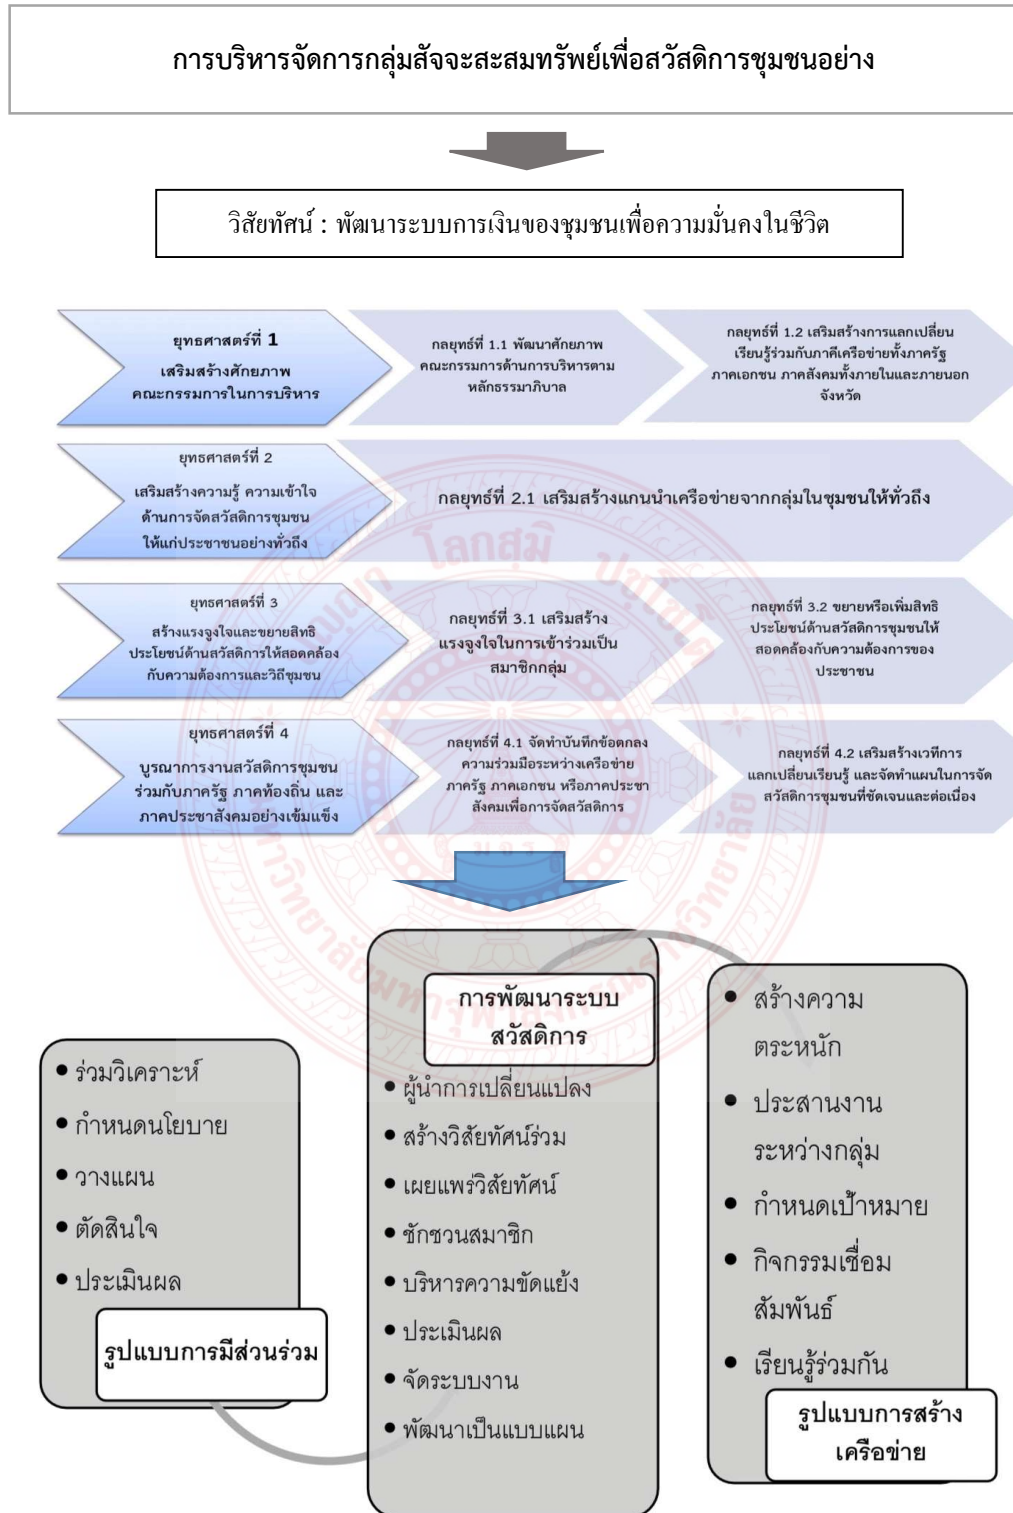 การบริหารจัดการกลุ่มสัจจะสะสมทรัพย์เพื่อสวัสดิการชุมชนอย่าง
วิสัยทัศน์ : พัฒนาระบบการเงินของชุมชนเพื่อความมั่นคงในชีวิต
ยุทธศาสตร์ที่ 1
เสริมสร้างศักยภาพ
คณะกรรมการในการบริหาร
กลยุทธ์ที่ 1.1 พัฒนาศักยภาพ
คณะกรรมการด้านการบริหารตาม
หลักธรรมาภิบาล
กลยุทธ์ที่ 1.2 เสริมสร้างการแลกเปลี่ยน
เรียนรู้ร่วมกับภาคีเครือข่ายทั้งภาครัฐ
ภาคเอกชน ภาคสังคมทั้งภายในและภายนอก
จังหวัด
ยุทธศาสตร์ที่ 2
เสริมสร้างความรู้ ความเข้าใจ
ด้านการจัดสวัสดิการชุมชน
ให้แก่ประชาชนอย่างทั่วถึง
กลยุทธ์ที่ 2.1 เสริมสร้างแกนนำเครือข่ายจากกลุ่มในชุมชนให้ทั่วถึง
ยุทธศาสตร์ที่ 3
สร้างแรงจูงใจและขยายสิทธิ
ประโยชน์ด้านสวัสดิการให้สอดคล้อง
กับความต้องการและวิถีชุมชน
กลยุทธ์ที่ 3.1 เสริมสร้าง
แรงจูงใจในการเข้าร่วมเป็น
สมาชิกกลุ่ม
กลยุทธ์ที่ 3.2 ขยายหรือเพิ่มสิทธิ
ประโยชน์ด้านสวัสดิการชุมชนให้
สอดคล้องกับความต้องการของ
ประชาชน
ยุทธศาสตร์ที่ 4
บูรณาการงานสวัสดิการชุมชน
ร่วมกับภาครัฐ ภาคท้องถิ่น และ
ภาคประชาสังคมอย่างเข้มแข็ง
กลยุทธ์ที่ 4.1 จัดทำบันทึกข้อตกลง
ความร่วมมือระหว่างเครือข่าย
ภาครัฐ ภาคเอกชน หรือภาคประชา
สังคมเพื่อการจัดสวัสดิการ
กลยุทธ์ที่ 4.2 เสริมสร้างเวทีการ
แลกเปลี่ยนเรียนรู้ และจัดทำแผนในการจัด
สวัสดิการชุมชนที่ชัดเจนและต่อเนื่อง
ปญฺญา โลกสฺมิ ปชฺโชโต
มจร
มหาวิทยาลัยมหาจุฬาลงกรณราชวิทยาลัย
• ร่วมวิเคราะห์
• กำหนดนโยบาย
• วางแผน
• ตัดสินใจ
• ประเมินผล
รูปแบบการมีส่วนร่วม
การพัฒนาระบบ
สวัสดิการ
• ผู้นำการเปลี่ยนแปลง
• สร้างวิสัยทัศน์ร่วม
• เผยแพร่วิสัยทัศน์
• ชักชวนสมาชิก
• บริหารความขัดแย้ง
• ประเมินผล
• จัดระบบงาน
• พัฒนาเป็นแบบแผน
• สร้างความ
ตระหนัก
• ประสานงาน
ระหว่างกลุ่ม
• กำหนดเป้าหมาย
• กิจกรรมเชื่อม
สัมพันธ์
• เรียนรู้ร่วมกัน
รูปแบบการสร้าง
เครือข่าย